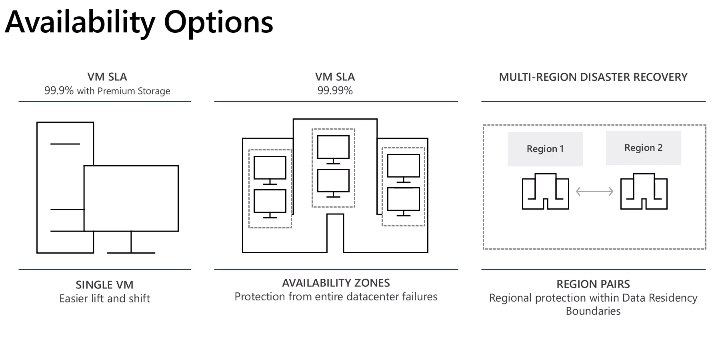 Availability Options
VM SLA
99.9% with Premium Storage
VM SLA
99.99%
MULTI-REGION DISASTER RECOVERY
Region 1
Region 2
SINGLE VM
Easier lift and shift
AVAILABILITY ZONES
Protection from entire datacenter failures
REGION PAIRS
Regional protection within Data Residency
Boundaries